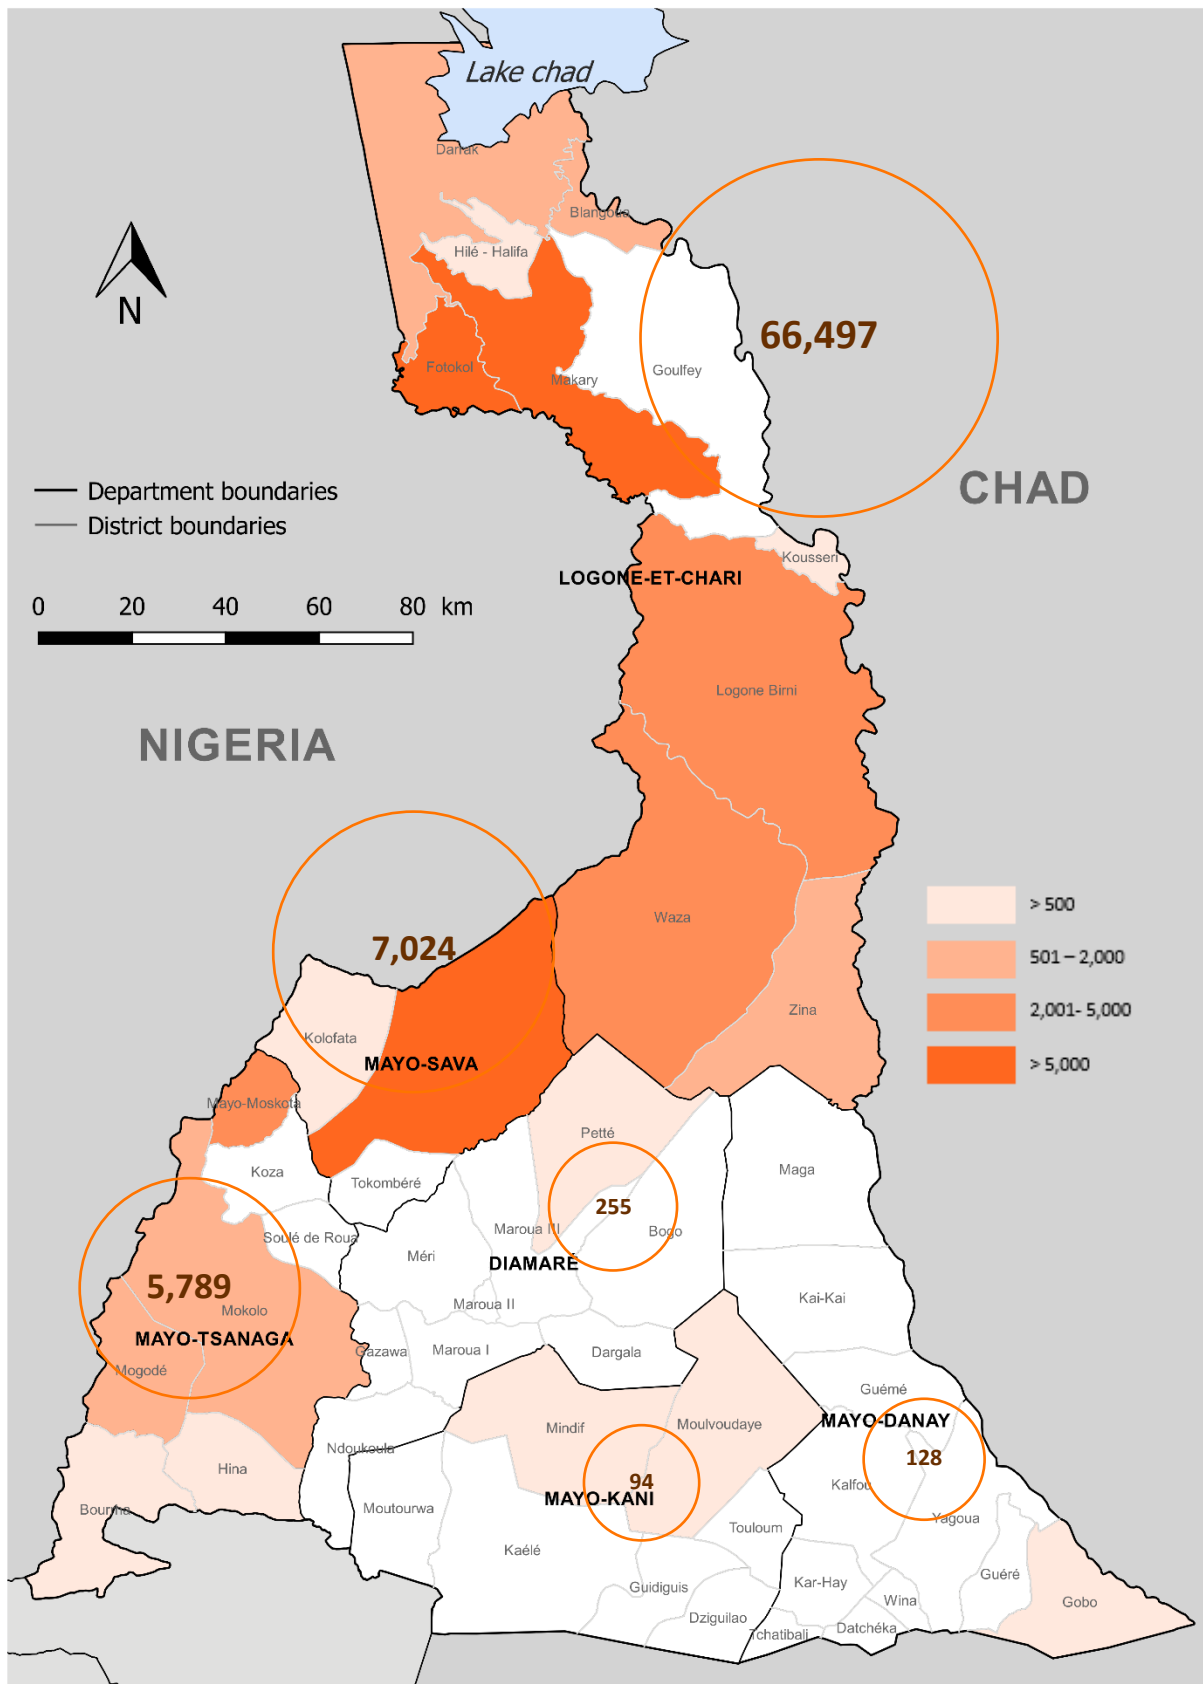 Lake chad
Darrak
Blangoua
Hilé - Halifa
N
66,497
Fotokol
Makary
Goulfey
CHAD
Department boundaries
District boundaries
Kousseri
LOGONE-ET-CHARI
0 20 40 60 80 km
Logone Birni
NIGERIA
> 500
Waza
7,024
501 – 2,000
Zina
2,001- 5,000
Kolofata
MAYO-SAVA
> 5,000
Mayo-Moskota
Petté
Koza
Tokombéré
Maga
255
Soulé de Roua
Maroua III
Bogo
Méri
DIAMARÉ
5,789
Mokolo
Maroua II
Kai-Kai
MAYO-TSANAGA
Gazawa
Maroua I
Dargala
Mogodé
Guémé
Mindif
Moulvoudaye
MAYO-DANAY
Ndoukoula
128
Hina
94
Kalfou
MAYO-KANI
Bourrha
Moutourwa
Yagoua
Touloum
Kaélé
Guidiguis
Kar-Hay
Guéré
Wina
Gobo
Dziguilao
Datchéka
Tchatibali